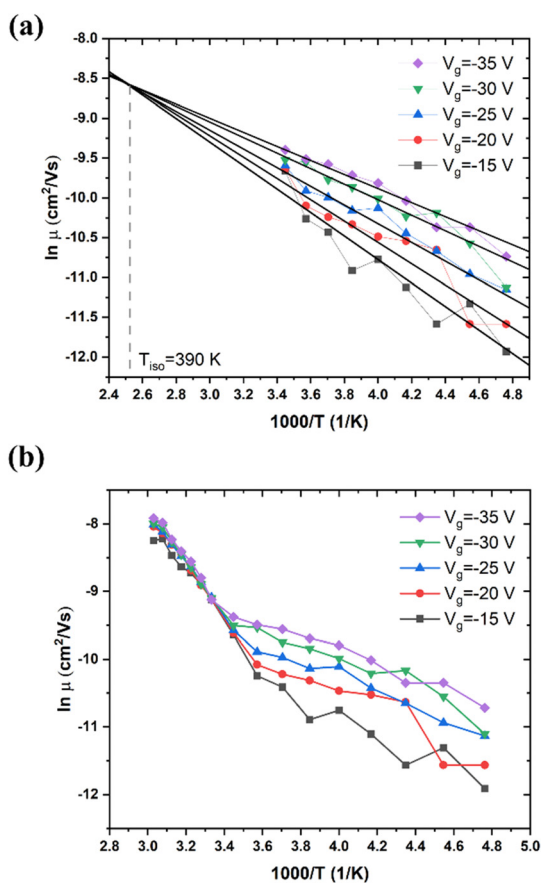 (a)
-8.0
-8.5
-9.0
-9.5
-10.0
-10.5
-11.0
-11.5
-12.0
ln μ (cm²/Vs)
V_g=-35 V
V_g=-30 V
V_g=-25 V
V_g=-20 V
V_g=-15 V
T_iso=390 K
2.4 2.6 2.8 3.0 3.2 3.4 3.6 3.8 4.0 4.2 4.4 4.6 4.8
1000/T (1/K)
(b)
-8
-9
-10
-11
-12
ln μ (cm²/Vs)
V_g=-35 V
V_g=-30 V
V_g=-25 V
V_g=-20 V
V_g=-15 V
2.8 3.0 3.2 3.4 3.6 3.8 4.0 4.2 4.4 4.6 4.8 5.0
1000/T (1/K)